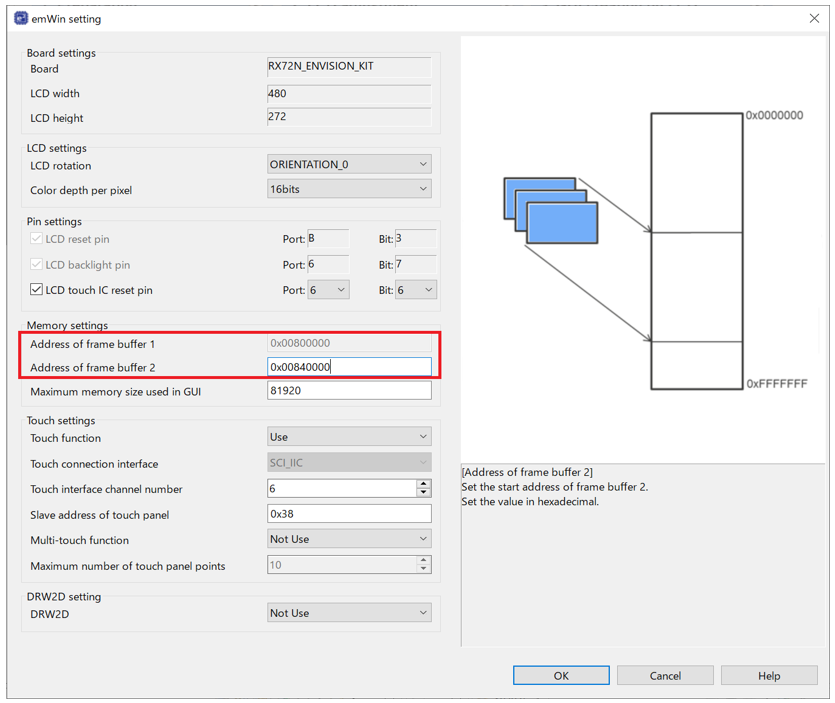 emWin setting
Board settings
Board RX72N_ENVISION_KIT
LCD width 480
LCD height 272
LCD settings
LCD rotation ORIENTATION_0
Color depth per pixel 16bits
Pin settings
LCD reset pin Port: B Bit: 3
LCD backlight pin Port: 6 Bit: 7
LCD touch IC reset pin Port: 6 Bit: 6
Memory settings
Address of frame buffer 1 0x00800000
Address of frame buffer 2 0x00840000
Maximum memory size used in GUI 81920
Touch settings
Touch function Use
Touch connection interface SCI_IIC
Touch interface channel number 6
Slave address of touch panel 0x38
Multi-touch function Not Use
Maximum number of touch panel points 10
DRW2D setting
DRW2D Not Use
0x0000000
0xFFFFFFF
[Address of frame buffer 2]
Set the start address of frame buffer 2.
Set the value in hexadecimal.
OK Cancel Help